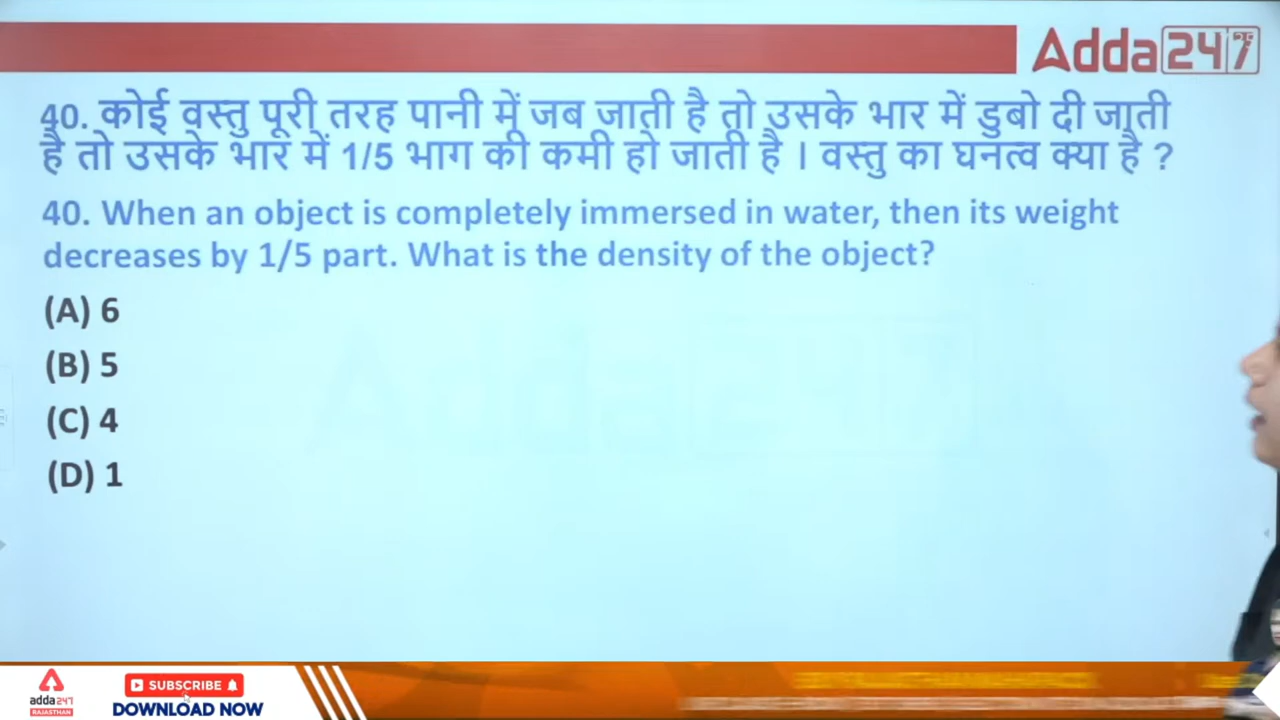 Adda247
40. कोई वस्तु पूरी तरह पानी में जब जाती है तो उसके भार में डुबो दी जाती
है तो उसके भार में 1/5 भाग की कमी हो जाती है । वस्तु का घनत्व क्या है ?
40. When an object is completely immersed in water, then its weight
decreases by 1/5 part. What is the density of the object?
(A) 6
(B) 5
(C) 4
(D) 1
adda247
RAJASTHAN
SUBSCRIBE
DOWNLOAD NOW